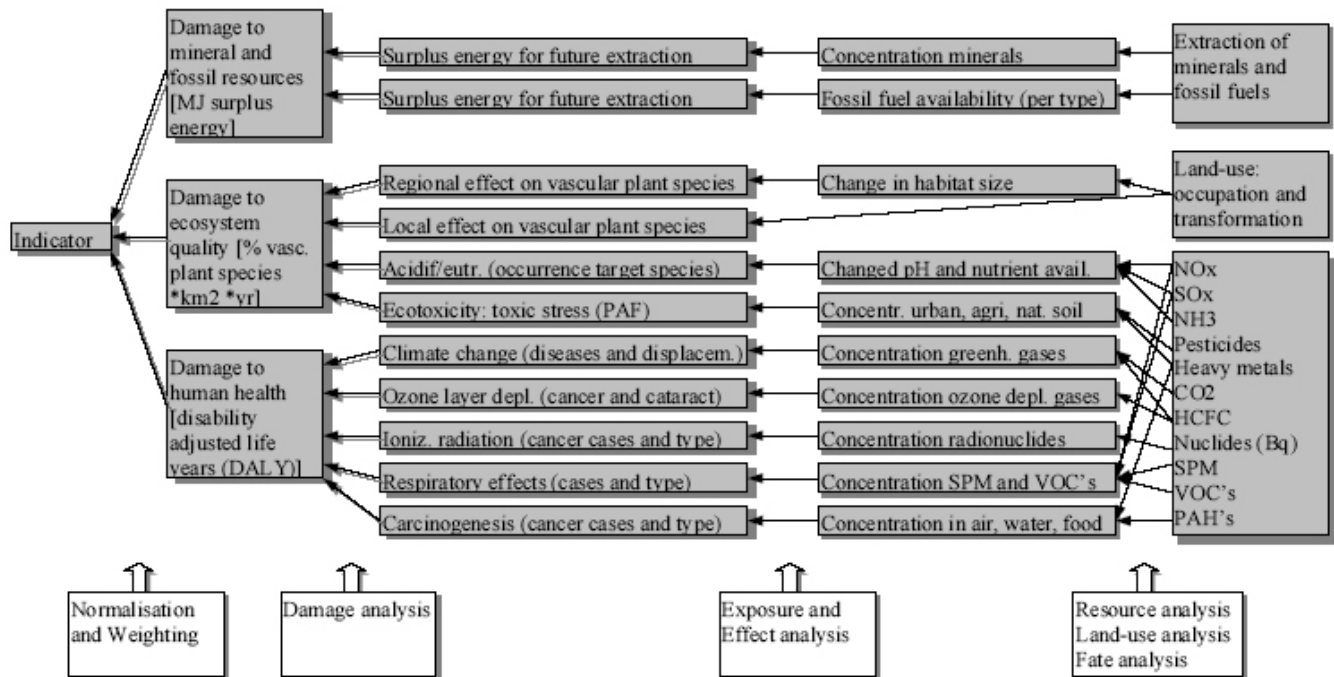 Damage to
mineral and
fossil resources
[MJ surplus
energy]
Surplus energy for future extraction
Concentration minerals
Extraction of
minerals and
fossil fuels
Surplus energy for future extraction
Fossil fuel availability (per type)
Indicator
Damage to
ecosystem
quality [% vasc.
plant species
*km2 *yr]
Regional effect on vascular plant species
Change in habitat size
Land-use:
occupation and
transformation
Local effect on vascular plant species
Acidif/eutr. (occurrence target species)
Changed pH and nutrient avail.
Ecotoxicity: toxic stress (PAF)
Concentr. urban, agri, nat. soil
Damage to
human health
[disability
adjusted life
years (DALY)]
Climate change (diseases and displacem.)
Concentration greenh. gases
Ozone layer depl. (cancer and cataract)
Concentration ozone depl. gases
Ioniz. radiation (cancer cases and type)
Concentration radionuclides
Respiratory effects (cases and type)
Concentration SPM and VOC's
Carcinogenesis (cancer cases and type)
Concentration in air, water, food
NOx
SOx
NH3
Pesticides
Heavy metals
CO2
HCFC
Nuclides (Bq)
SPM
VOC's
PAH's
Normalisation
and Weighting
Damage analysis
Exposure and
Effect analysis
Resource analysis
Land-use analysis
Fate analysis